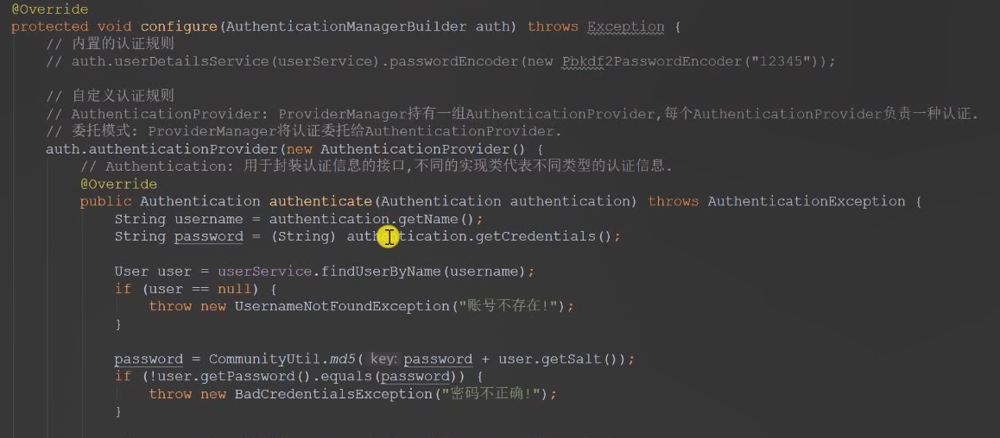 @Override
protected void configure(AuthenticationManagerBuilder auth) throws Exception {
// 内置的认证规则
// auth.userDetailsService(userService).passwordEncoder(new Pbkdf2PasswordEncoder("12345"));
// 自定义认证规则
// AuthenticationProvider: ProviderManager持有一组AuthenticationProvider,每个AuthenticationProvider负责一种认证.
// 委托模式: ProviderManager将认证委托给AuthenticationProvider.
auth.authenticationProvider(new AuthenticationProvider() {
// Authentication: 用于封装认证信息的接口,不同的实现类代表不同类型的认证信息.
@Override
public Authentication authenticate(Authentication authentication) throws AuthenticationException {
String username = authentication.getName();
String password = (String) authentication.getCredentials();
User user = userService.findUserByName(username);
if (user == null) {
throw new UsernameNotFoundException("账号不存在!");
}
password = CommunityUtil.md5( key: password + user.getSalt());
if (!user.getPassword().equals(password)) {
throw new BadCredentialsException("密码不正确!");
}